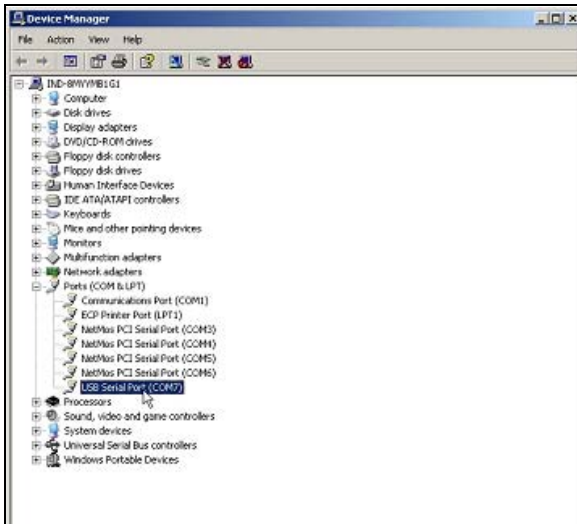 Device Manager
File Action View Help
IND-8MYYMB1G1
Computer
Disk drives
Display adapters
DVD/CD-ROM drives
Floppy disk controllers
Floppy disk drives
Human Interface Devices
IDE ATA/ATAPI controllers
Keyboards
Mice and other pointing devices
Monitors
Multifunction adapters
Network adapters
Ports (COM & LPT)
Communications Port (COM1)
ECP Printer Port (LPT1)
NetMos PCI Serial Port (COM3)
NetMos PCI Serial Port (COM4)
NetMos PCI Serial Port (COM5)
NetMos PCI Serial Port (COM6)
USB Serial Port (COM7)
Processors
Sound, video and game controllers
System devices
Universal Serial Bus controllers
Windows Portable Devices